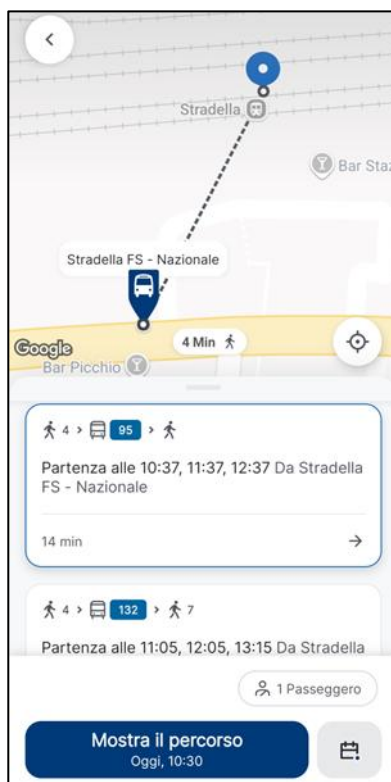 Stradella
Bar Staz
Stradella FS - Nazionale
4 Min
Google
Bar Picchio
4 > 95 >
Partenza alle 10:37, 11:37, 12:37 Da Stradella
FS - Nazionale
14 min
4 > 132 > 7
Partenza alle 11:05, 12:05, 13:15 Da Stradella
1 Passeggero
Mostra il percorso
Oggi, 10:30